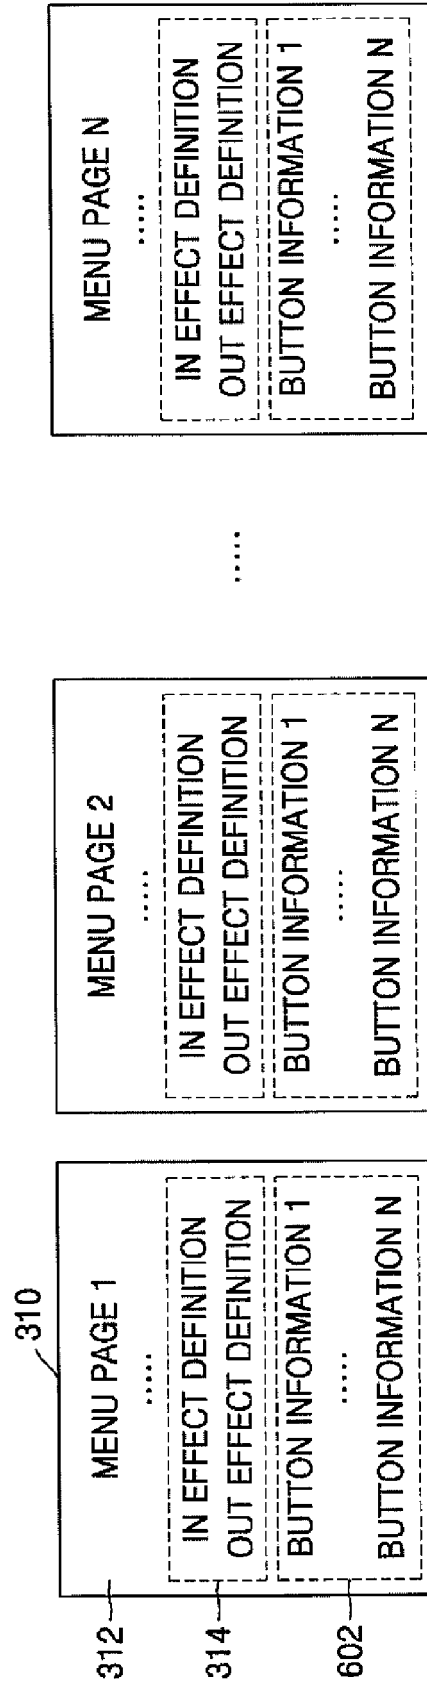 310
312
314
602
MENU PAGE 1
.....
IN EFFECT DEFINITION
OUT EFFECT DEFINITION
BUTTON INFORMATION 1
.....
BUTTON INFORMATION N
MENU PAGE 2
.....
IN EFFECT DEFINITION
OUT EFFECT DEFINITION
BUTTON INFORMATION 1
.....
BUTTON INFORMATION N
.....
MENU PAGE N
.....
IN EFFECT DEFINITION
OUT EFFECT DEFINITION
BUTTON INFORMATION 1
.....
BUTTON INFORMATION N